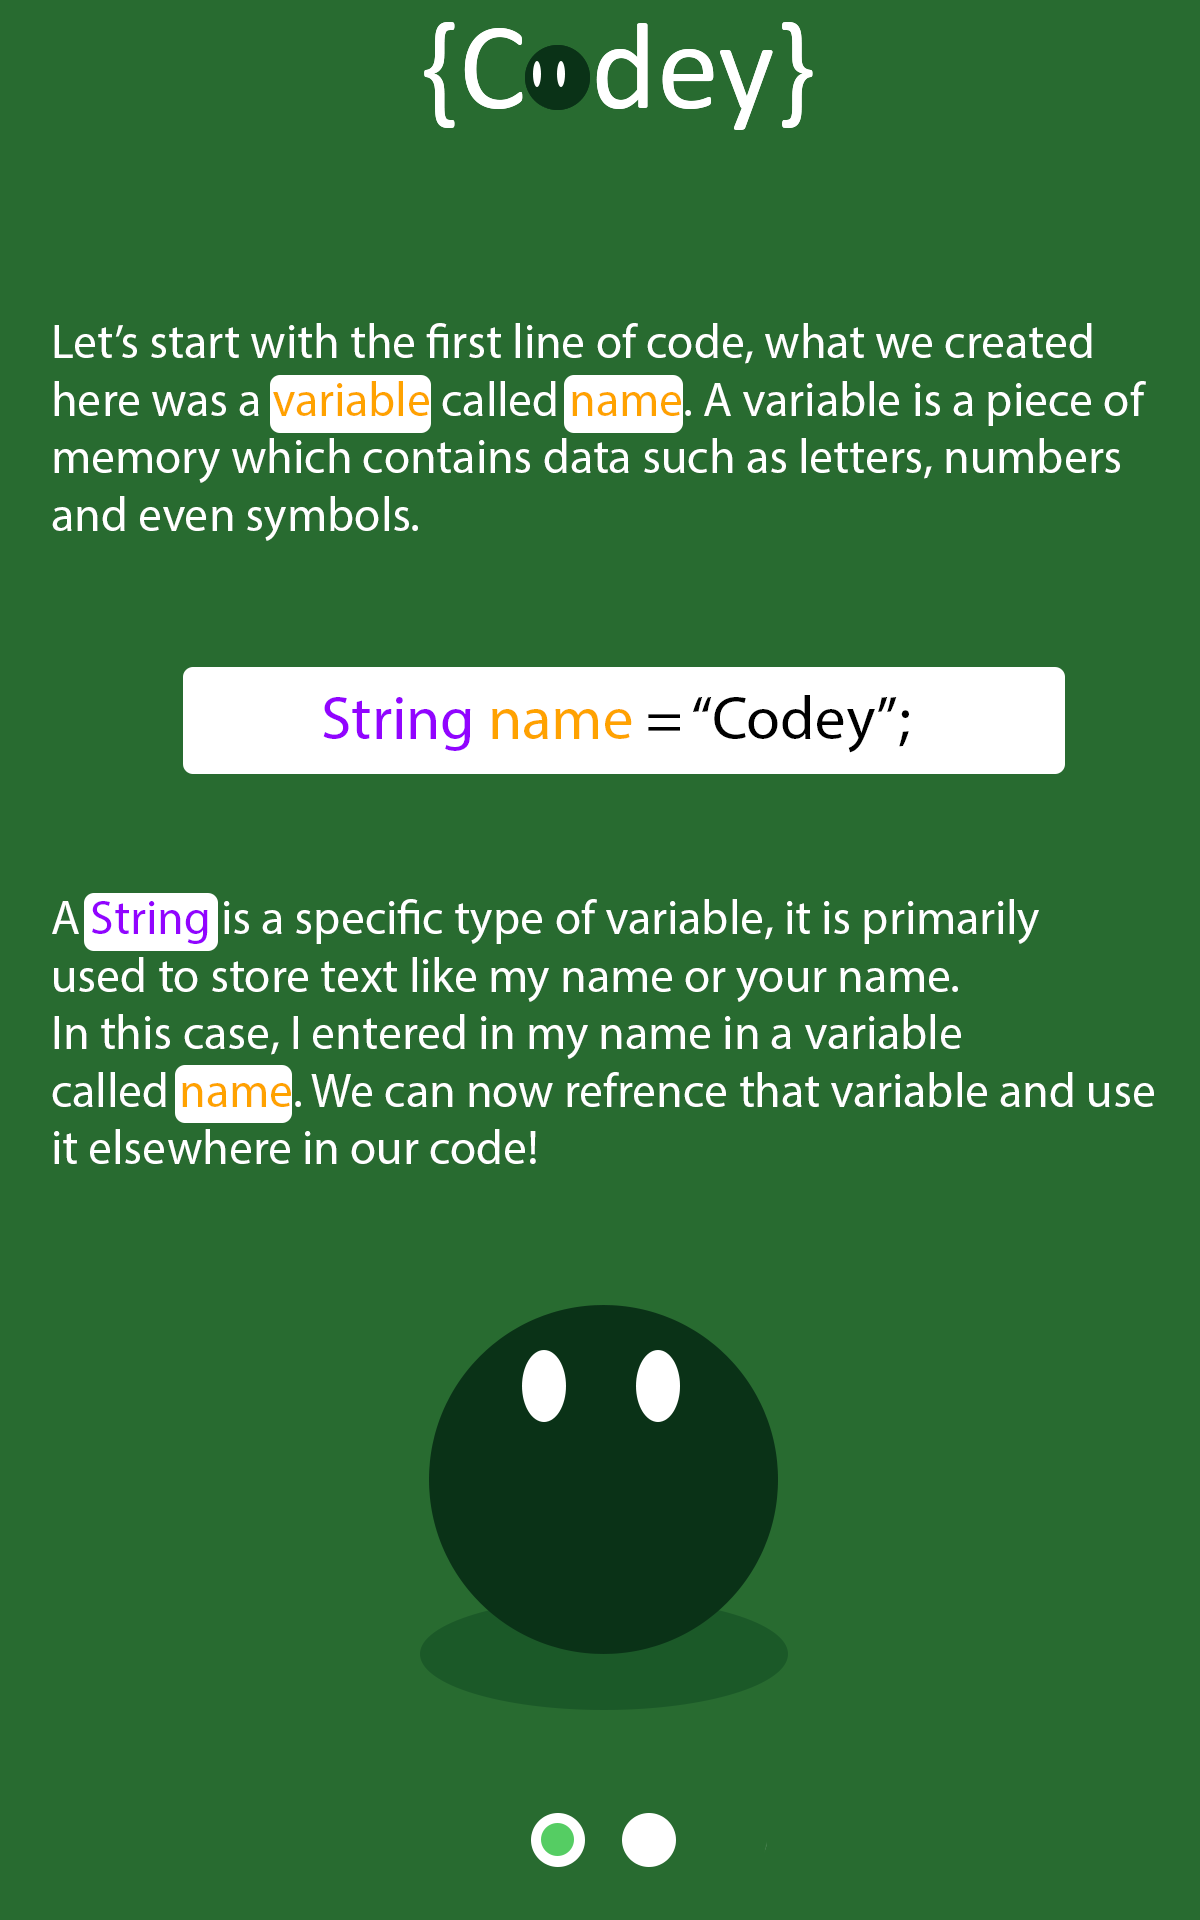 {Codey}
Let’s start with the first line of code, what we created
here was a variable called name. A variable is a piece of
memory which contains data such as letters, numbers
and even symbols.
String name = “Codey”;
A String is a specific type of variable, it is primarily
used to store text like my name or your name.
In this case, I entered in my name in a variable
called name. We can now refrence that variable and use
it elsewhere in our code!